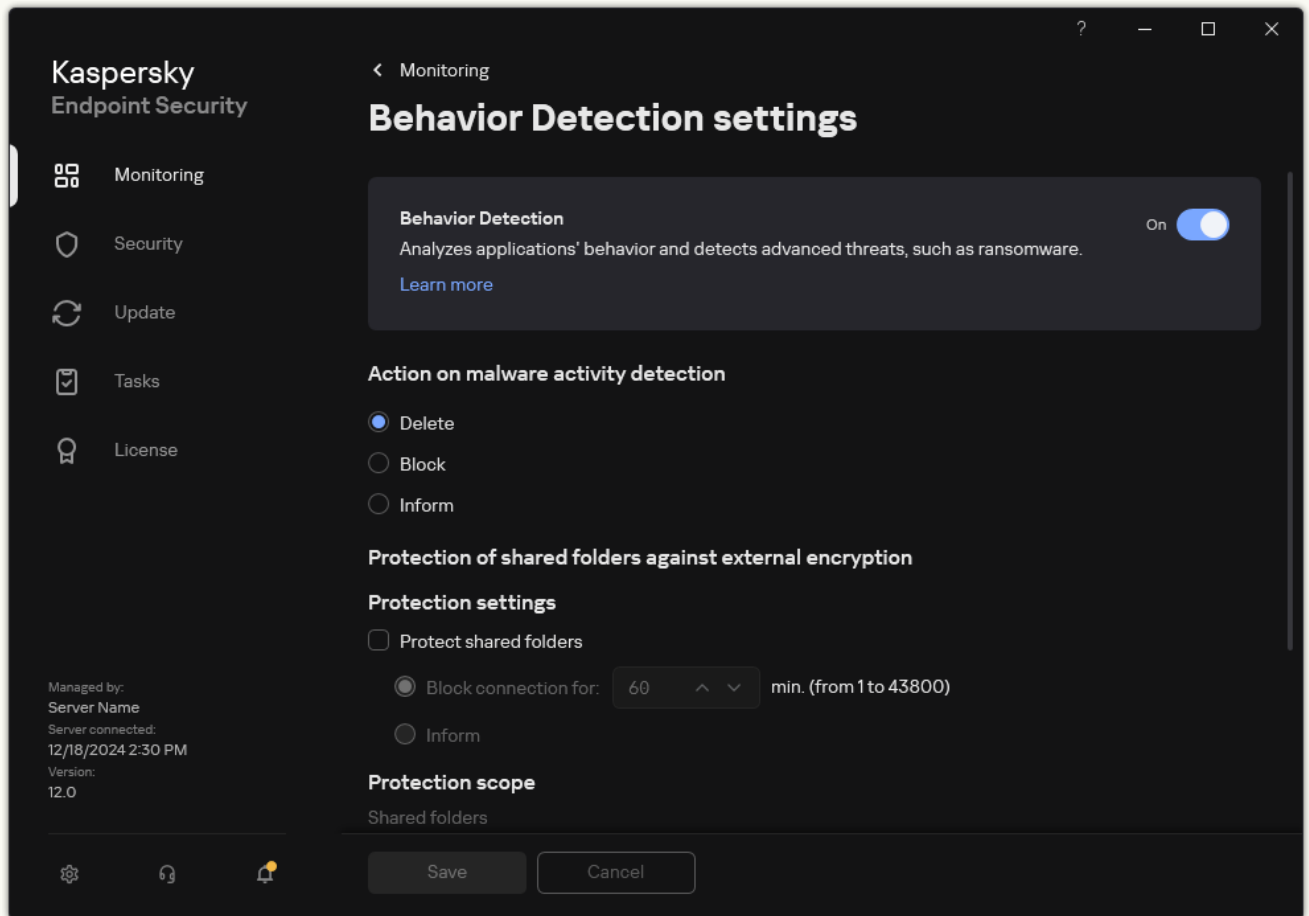 ?
Kaspersky
Endpoint Security
Monitoring
Security
Update
Tasks
License
Managed by:
Server Name
Server connected:
12/18/2024 2:30 PM
Version:
12.0
Monitoring
Behavior Detection settings
Behavior Detection
On
Analyzes applications' behavior and detects advanced threats, such as ransomware.
Learn more
Action on malware activity detection
Delete
Block
Inform
Protection of shared folders against external encryption
Protection settings
Protect shared folders
Block connection for: 60 min. (from 1 to 43800)
Inform
Protection scope
Shared folders
Save Cancel